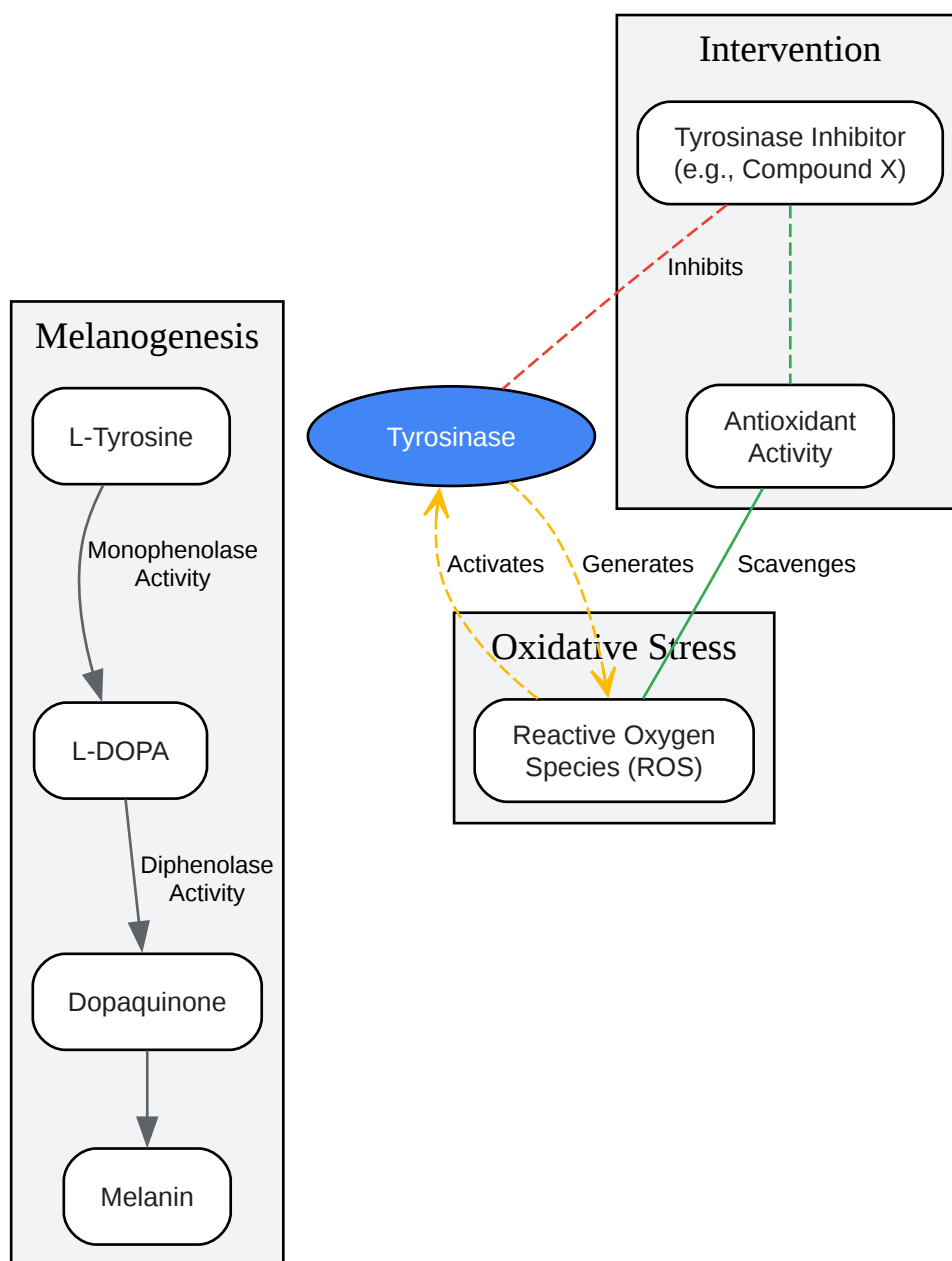 Intervention
Tyrosinase Inhibitor
(e.g., Compound X)
Inhibits
Melanogenesis
L-Tyrosine
Tyrosinase
Antioxidant
Activity
Monophenolase
Activity
Activates
Generates
Scavenges
Oxidative Stress
L-DOPA
Reactive Oxygen
Species (ROS)
Diphenolase
Activity
Dopaquinone
Melanin